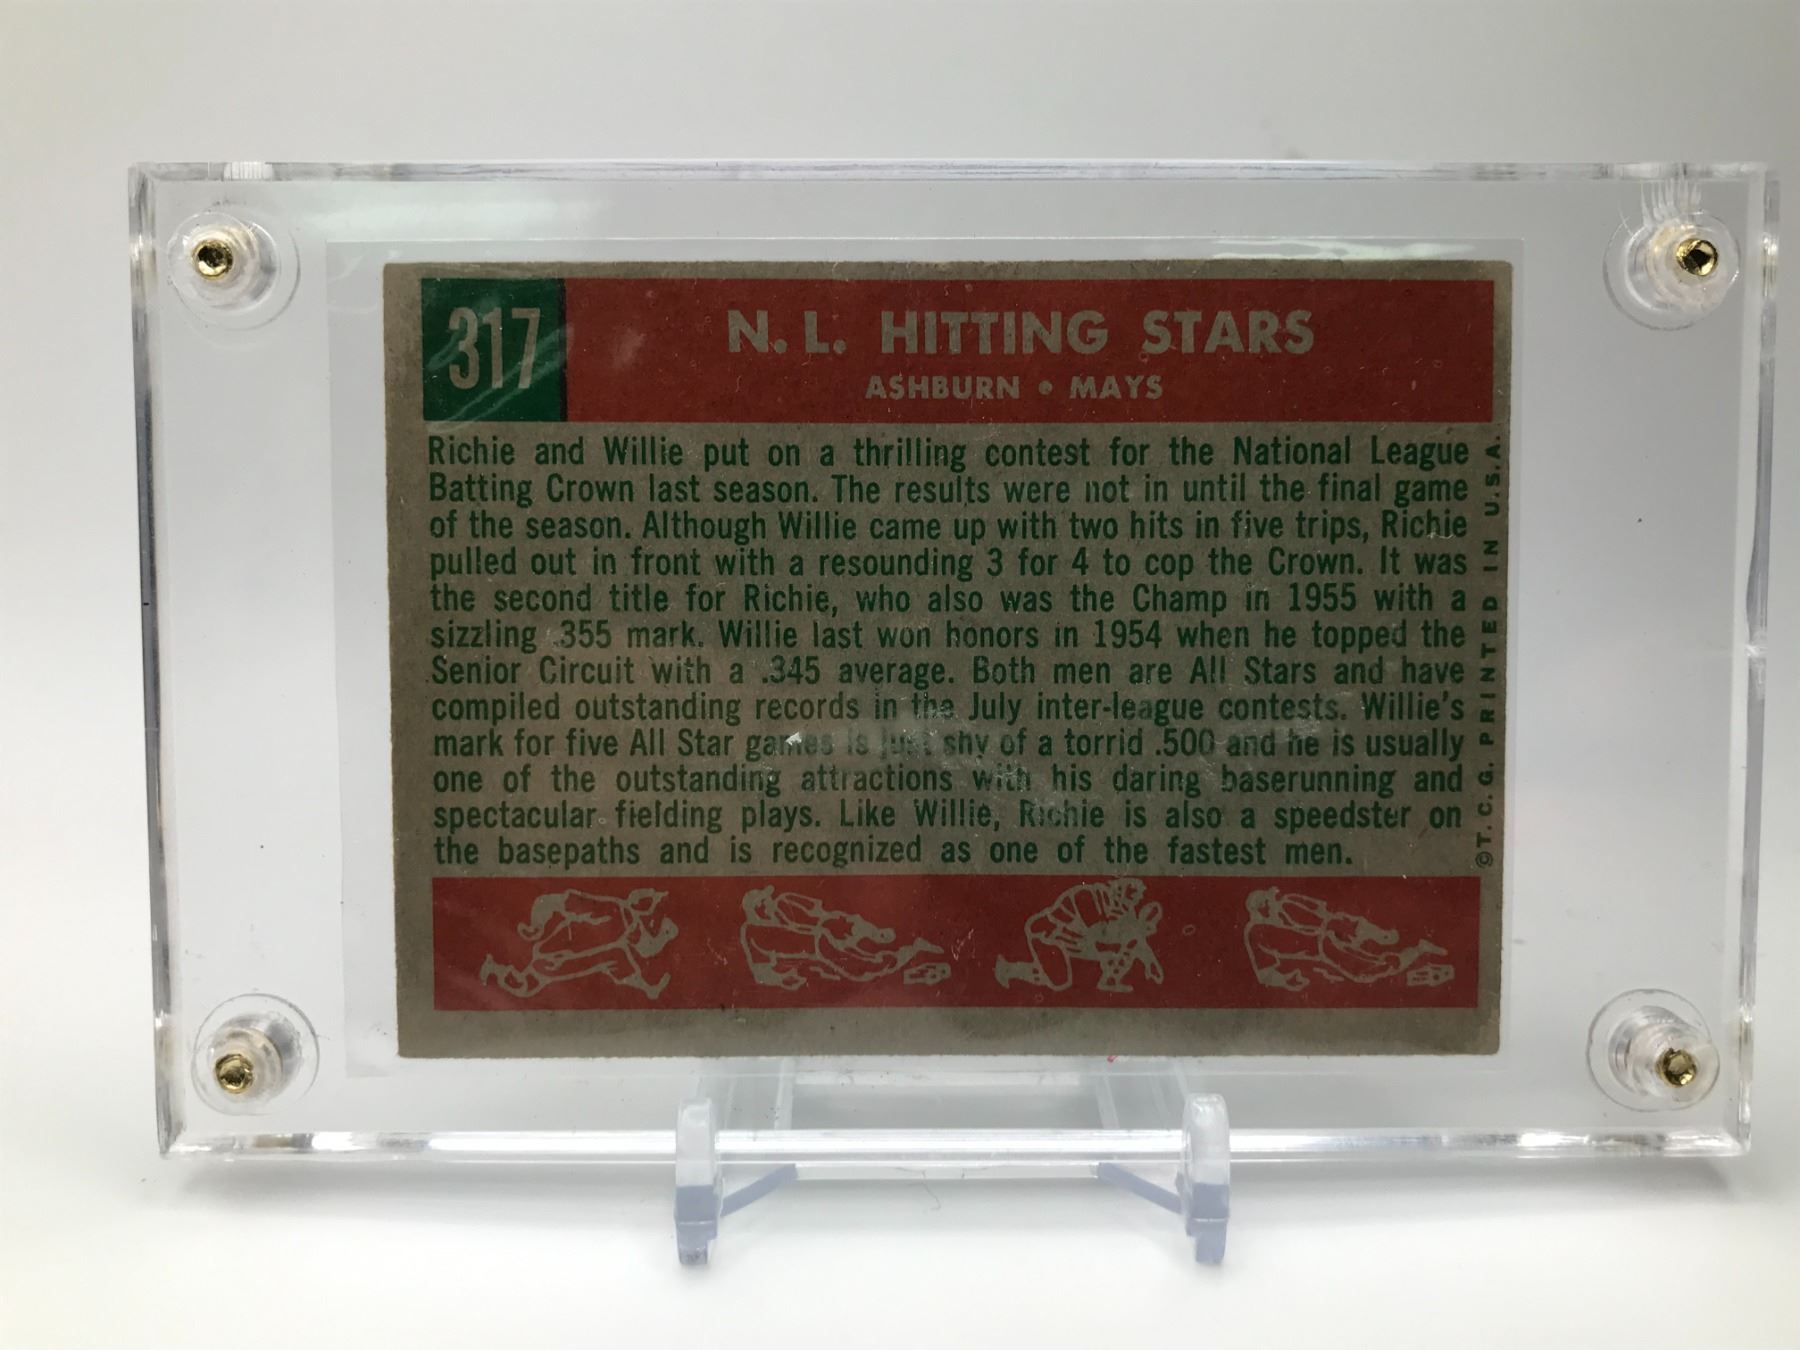 317
N. L. HITTING STARS
ASHBURN • MAYS
Richie and Willie put on a thrilling contest for the National League
Batting Crown last season. The results were not in until the final game
of the season. Although Willie came up with two hits in five trips, Richie
pulled out in front with a resounding 3 for 4 to cop the Crown. It was
the second title for Richie, who also was the Champ in 1955 with a
sizzling .355 mark. Willie last won honors in 1954 when he topped the
Senior Circuit with a .345 average. Both men are All Stars and have
compiled outstanding records in the July inter-league contests. Willie's
mark for five All Star games is just shy of a torrid .500 and he is usually
one of the outstanding attractions with his daring baserunning and
spectacular fielding plays. Like Willie, Richie is also a speedster on
the basepaths and is recognized as one of the fastest men.
©T. C. G. PRINTED IN U.S.A.